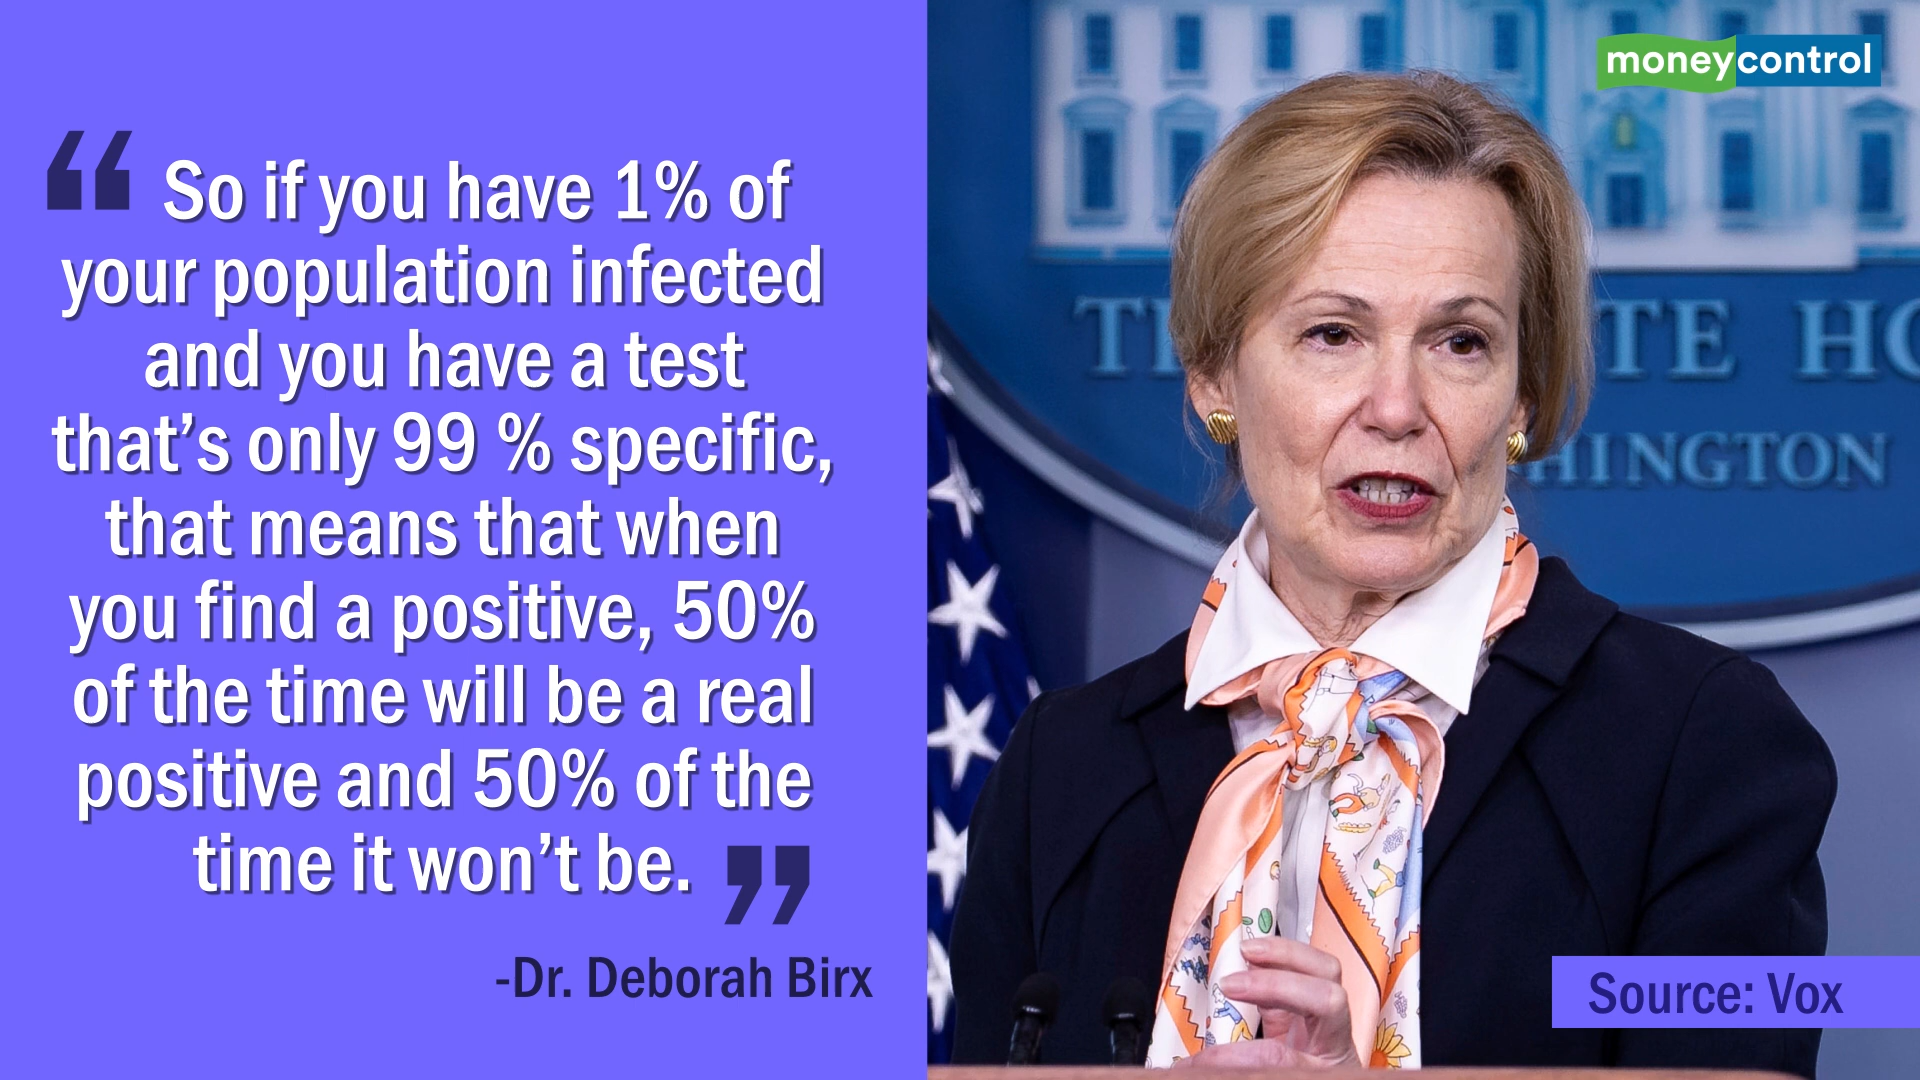 moneycontrol
“ So if you have 1% of
your population infected
and you have a test
that’s only 99 % specific,
that means that when
you find a positive, 50%
of the time will be a real
positive and 50% of the
time it won’t be. ”
-Dr. Deborah Birx
TE HO
HINGTON
Source: Vox